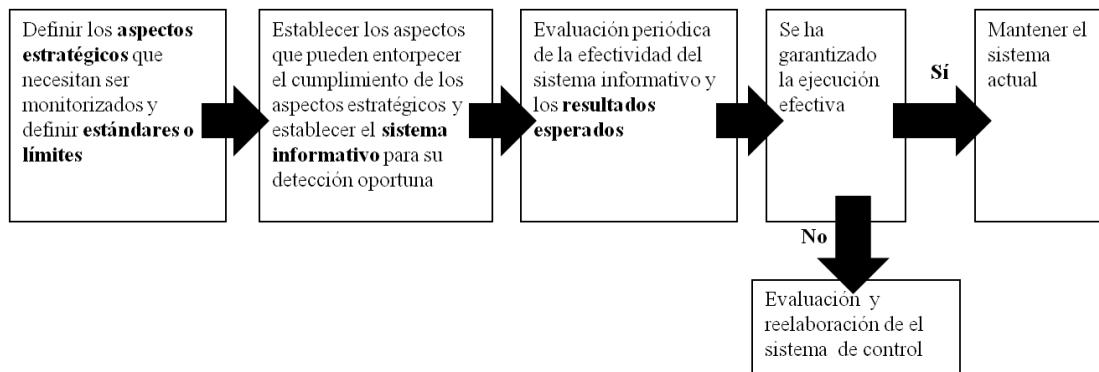 Definir los aspectos
estratégicos que
necesitan ser
monitorizados y
definir estándares o
límites
Establecer los aspectos
que pueden entorpecer
el cumplimiento de los
aspectos estratégicos y
establecer el sistema
informativo para su
detección oportuna
Evaluación periódica
de la efectividad del
sistema informativo y
los resultados
esperados
Se ha
garantizado
la ejecución
efectiva
Sí
Mantener el
sistema
actual
No
Evaluación y
reelaboración de el
sistema de control